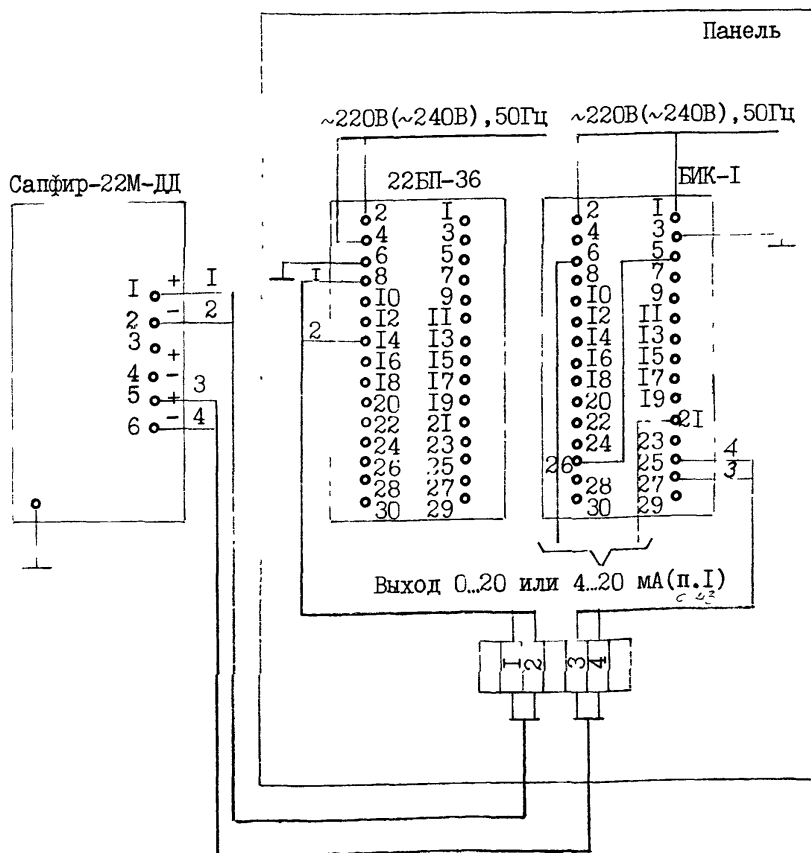 Панель
~220В(~240В),50Гц ~220В(~240В),50Гц
Сапфир-22М-ДД 22БП-36 БИК-I
I + I
2 - 2
3
+
4 -
5 + 3
6 - 4
2 I
4 3
6 5
I 8 7
I0 9
I2 II
2 I4 I3
I6 I5
I8 I7
20 I9
22 2I
24 23
26 25
28 27
30 29
2 I
4 3
6 5
8 7
I0 9
I2 II
I4 I3
I6 I5
I8 I7
20 I9
22 2I
24 23
26 25 4
28 27 3
30 29
Выход 0...20 или 4...20 мА(п.I)
I 2 3 4